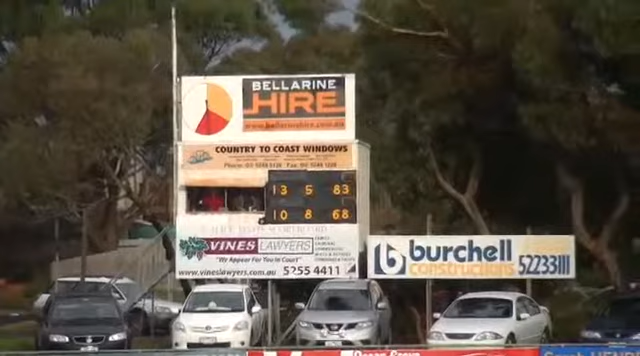 BELLARINE
HIRE
www.bellarinehire.com.au
COUNTRY TO COAST WINDOWS
13 5 83
10 8 68
VINES LAWYERS
"We Appear For You in Court"
www.vineslawyers.com.au 5255 4411
burchell
constructions 52233111